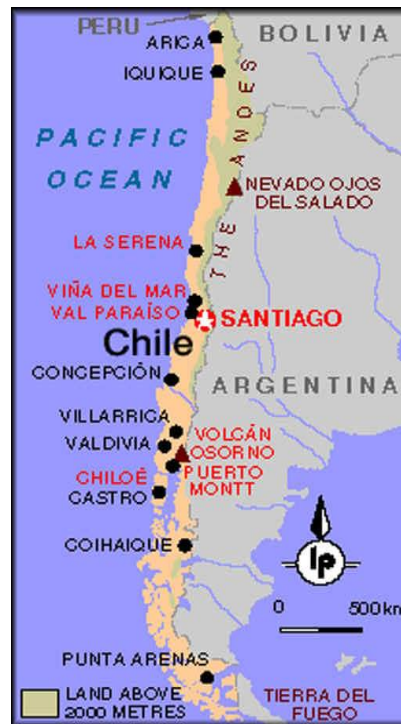 PERU
ARICA
BOLIVIA
IQUIQUE
THE ANDES
PACIFIC
OCEAN
NEVADO OJOS
DEL SALADO
LA SERENA
VIÑA DEL MAR
VAL PARAÍSO
SANTIAGO
Chile
CONCEPCIÓN
ARGENTINA
VILLARRICA
VALDIVIA
VOLCÁN
OSORNO
PUERTO
MONTT
CHILOÉ
CASTRO
COIHAIQUE
lp
0 500km
PUNTA ARENAS
LAND ABOVE
2000 METRES
TIERRA DEL
FUEGO